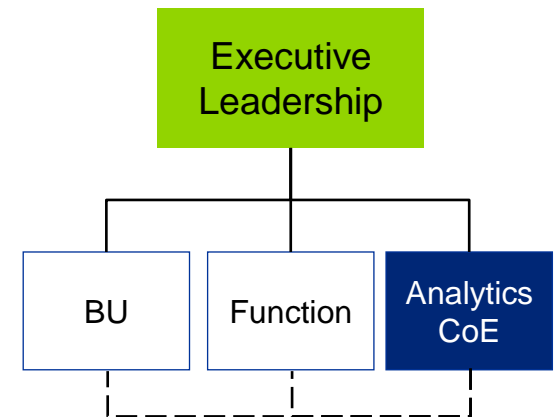 Executive
Leadership
BU
Function
Analytics
CoE